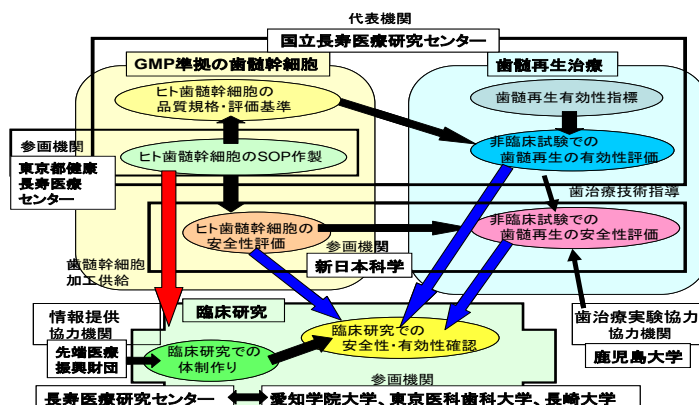 代表機関
国立長寿医療研究センター
GMP準拠の歯髄幹細胞
歯髄再生治療
ヒト歯髄幹細胞の
品質規格・評価基準
歯髄再生有効性指標
参画機関
東京都健康
長寿医療
センター
ヒト歯髄幹細胞のSOP作製
非臨床試験での
歯髄再生の有効性評価
歯治療技術指導
ヒト歯髄幹細胞の
安全性評価
参画機関
新日本科学
非臨床試験での
歯髄再生の安全性評価
歯髄幹細胞
加工供給
情報提供
協力機関
先端医療
振興財団
臨床研究
臨床研究での
安全性・有効性確認
臨床研究での
体制作り
歯治療実験協力
協力機関
鹿児島大学
参画機関
長寿医療研究センター
愛知学院大学、東京医科歯科大学、長崎大学